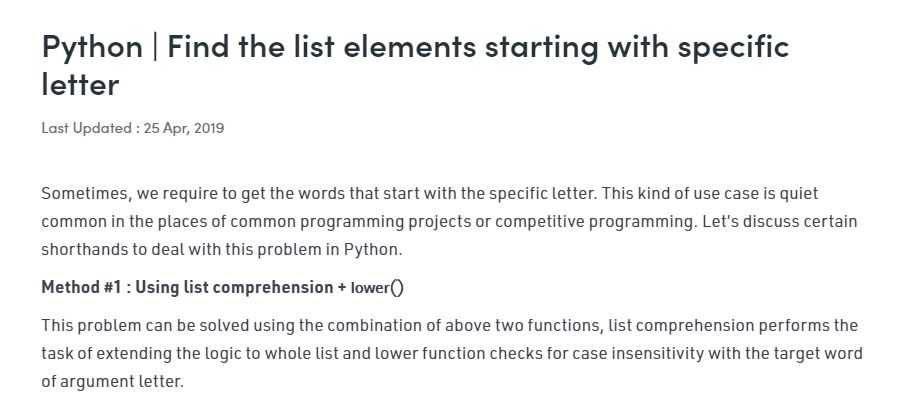 Python | Find the list elements starting with specific
letter
Last Updated : 25 Apr, 2019
Sometimes, we require to get the words that start with the specific letter. This kind of use case is quiet
common in the places of common programming projects or competitive programming. Let's discuss certain
shorthands to deal with this problem in Python.
Method #1 : Using list comprehension + lower()
This problem can be solved using the combination of above two functions, list comprehension performs the
task of extending the logic to whole list and lower function checks for case insensitivity with the target word
of argument letter.